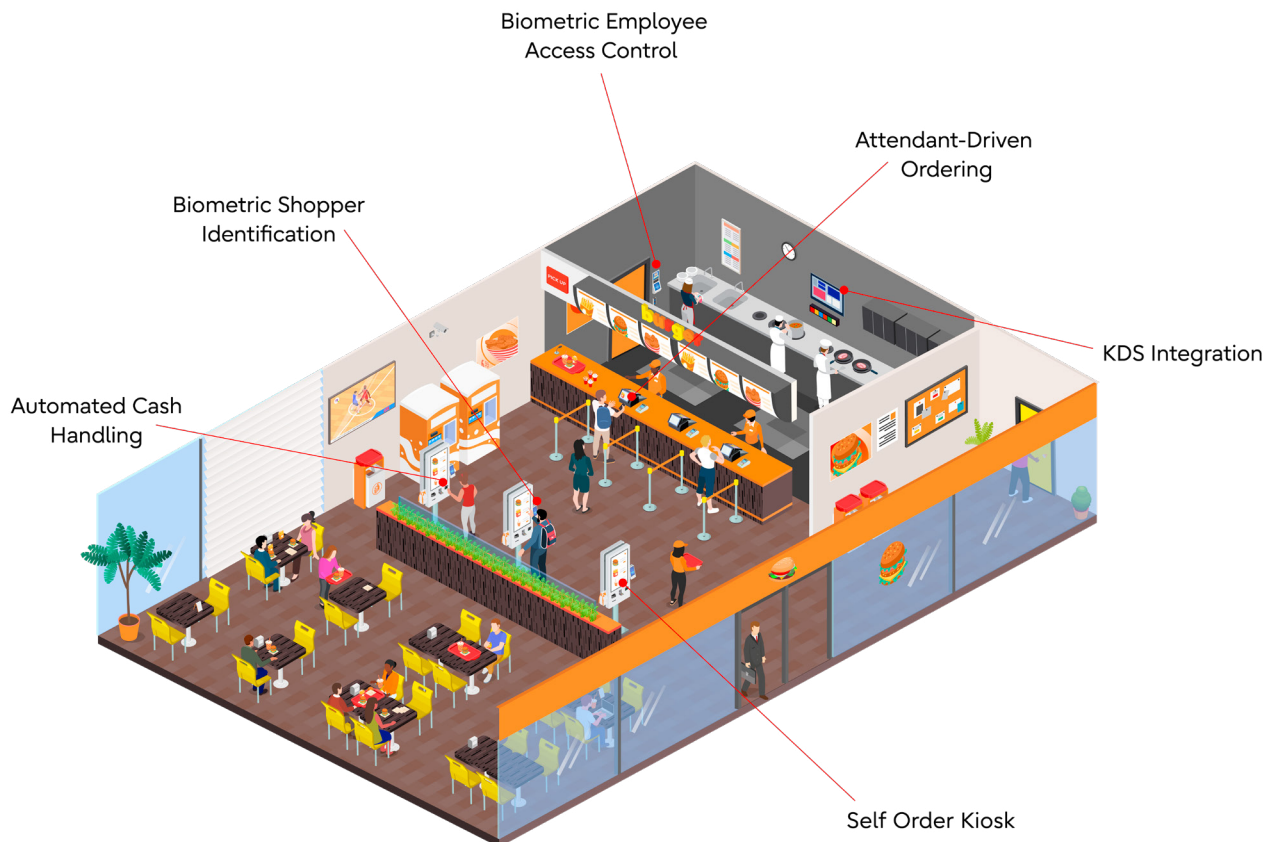 Biometric Employee
Access Control
Attendant-Driven
Ordering
Biometric Shopper
Identification
PICK UP
KDS Integration
Automated Cash
Handling
Self Order Kiosk